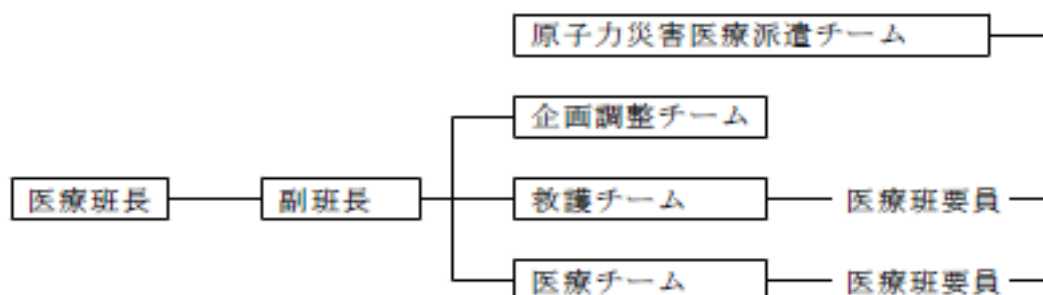 原子力災害医療派遣チーム
企画調整チーム
医療班長 副班長 救護チーム 医療班要員
医療チーム 医療班要員